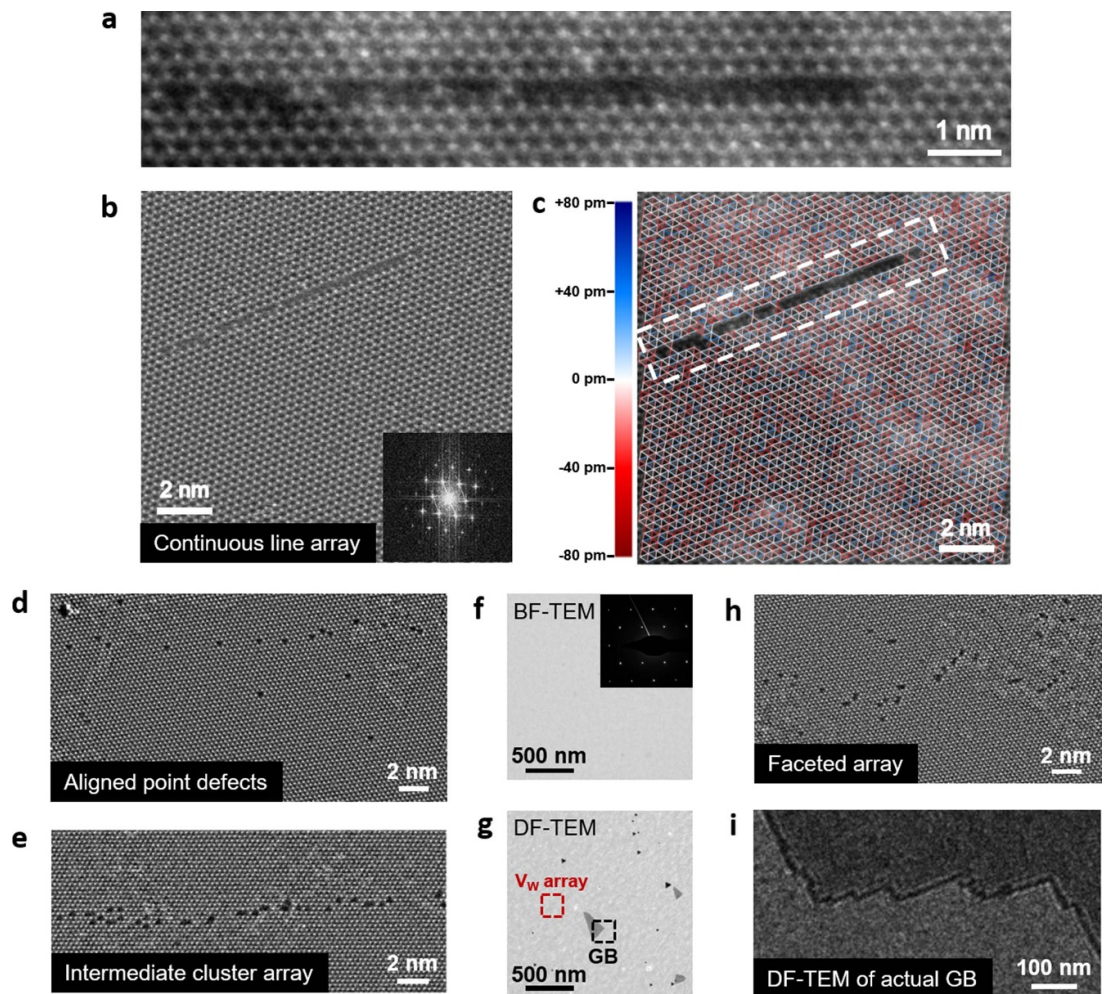 a
1 nm
b
2 nm
Continuous line array
c
+80 pm
+40 pm
0 pm
-40 pm
-80 pm
2 nm
d
Aligned point defects
2 nm
e
Intermediate cluster array
2 nm
f
BF-TEM
500 nm
g
DF-TEM
VW array
GB
500 nm
h
Faceted array
2 nm
i
DF-TEM of actual GB
100 nm